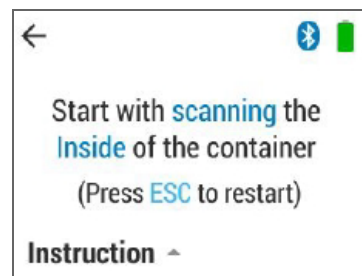 Start with scanning the
Inside of the container
(Press ESC to restart)
Instruction